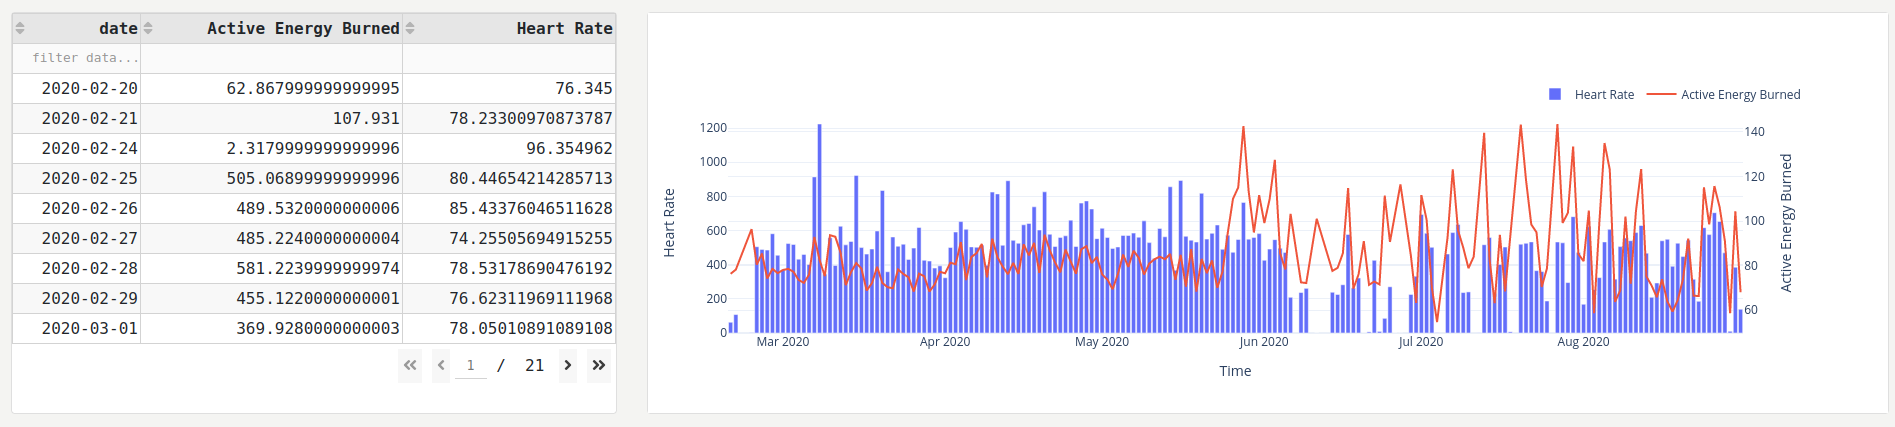 date Active Energy Burned Heart Rate
filter data...
2020-02-20 62.867999999999995 76.345
2020-02-21 107.931 78.23300970873787
2020-02-24 2.3179999999999996 96.354962
2020-02-25 505.06899999999996 80.44654214285713
2020-02-26 489.5320000000006 85.43376046511628
2020-02-27 485.2240000000004 74.25505694915255
2020-02-28 581.2239999999974 78.53178690476192
2020-02-29 455.1220000000001 76.62311969111968
2020-03-01 369.9280000000003 78.05010891089108
1 / 21
Heart Rate Active Energy Burned
1200
1000
800
600
400
200
0
Heart Rate
140
120
100
80
60
Active Energy Burned
Mar 2020 Apr 2020 May 2020 Jun 2020 Jul 2020 Aug 2020
Time